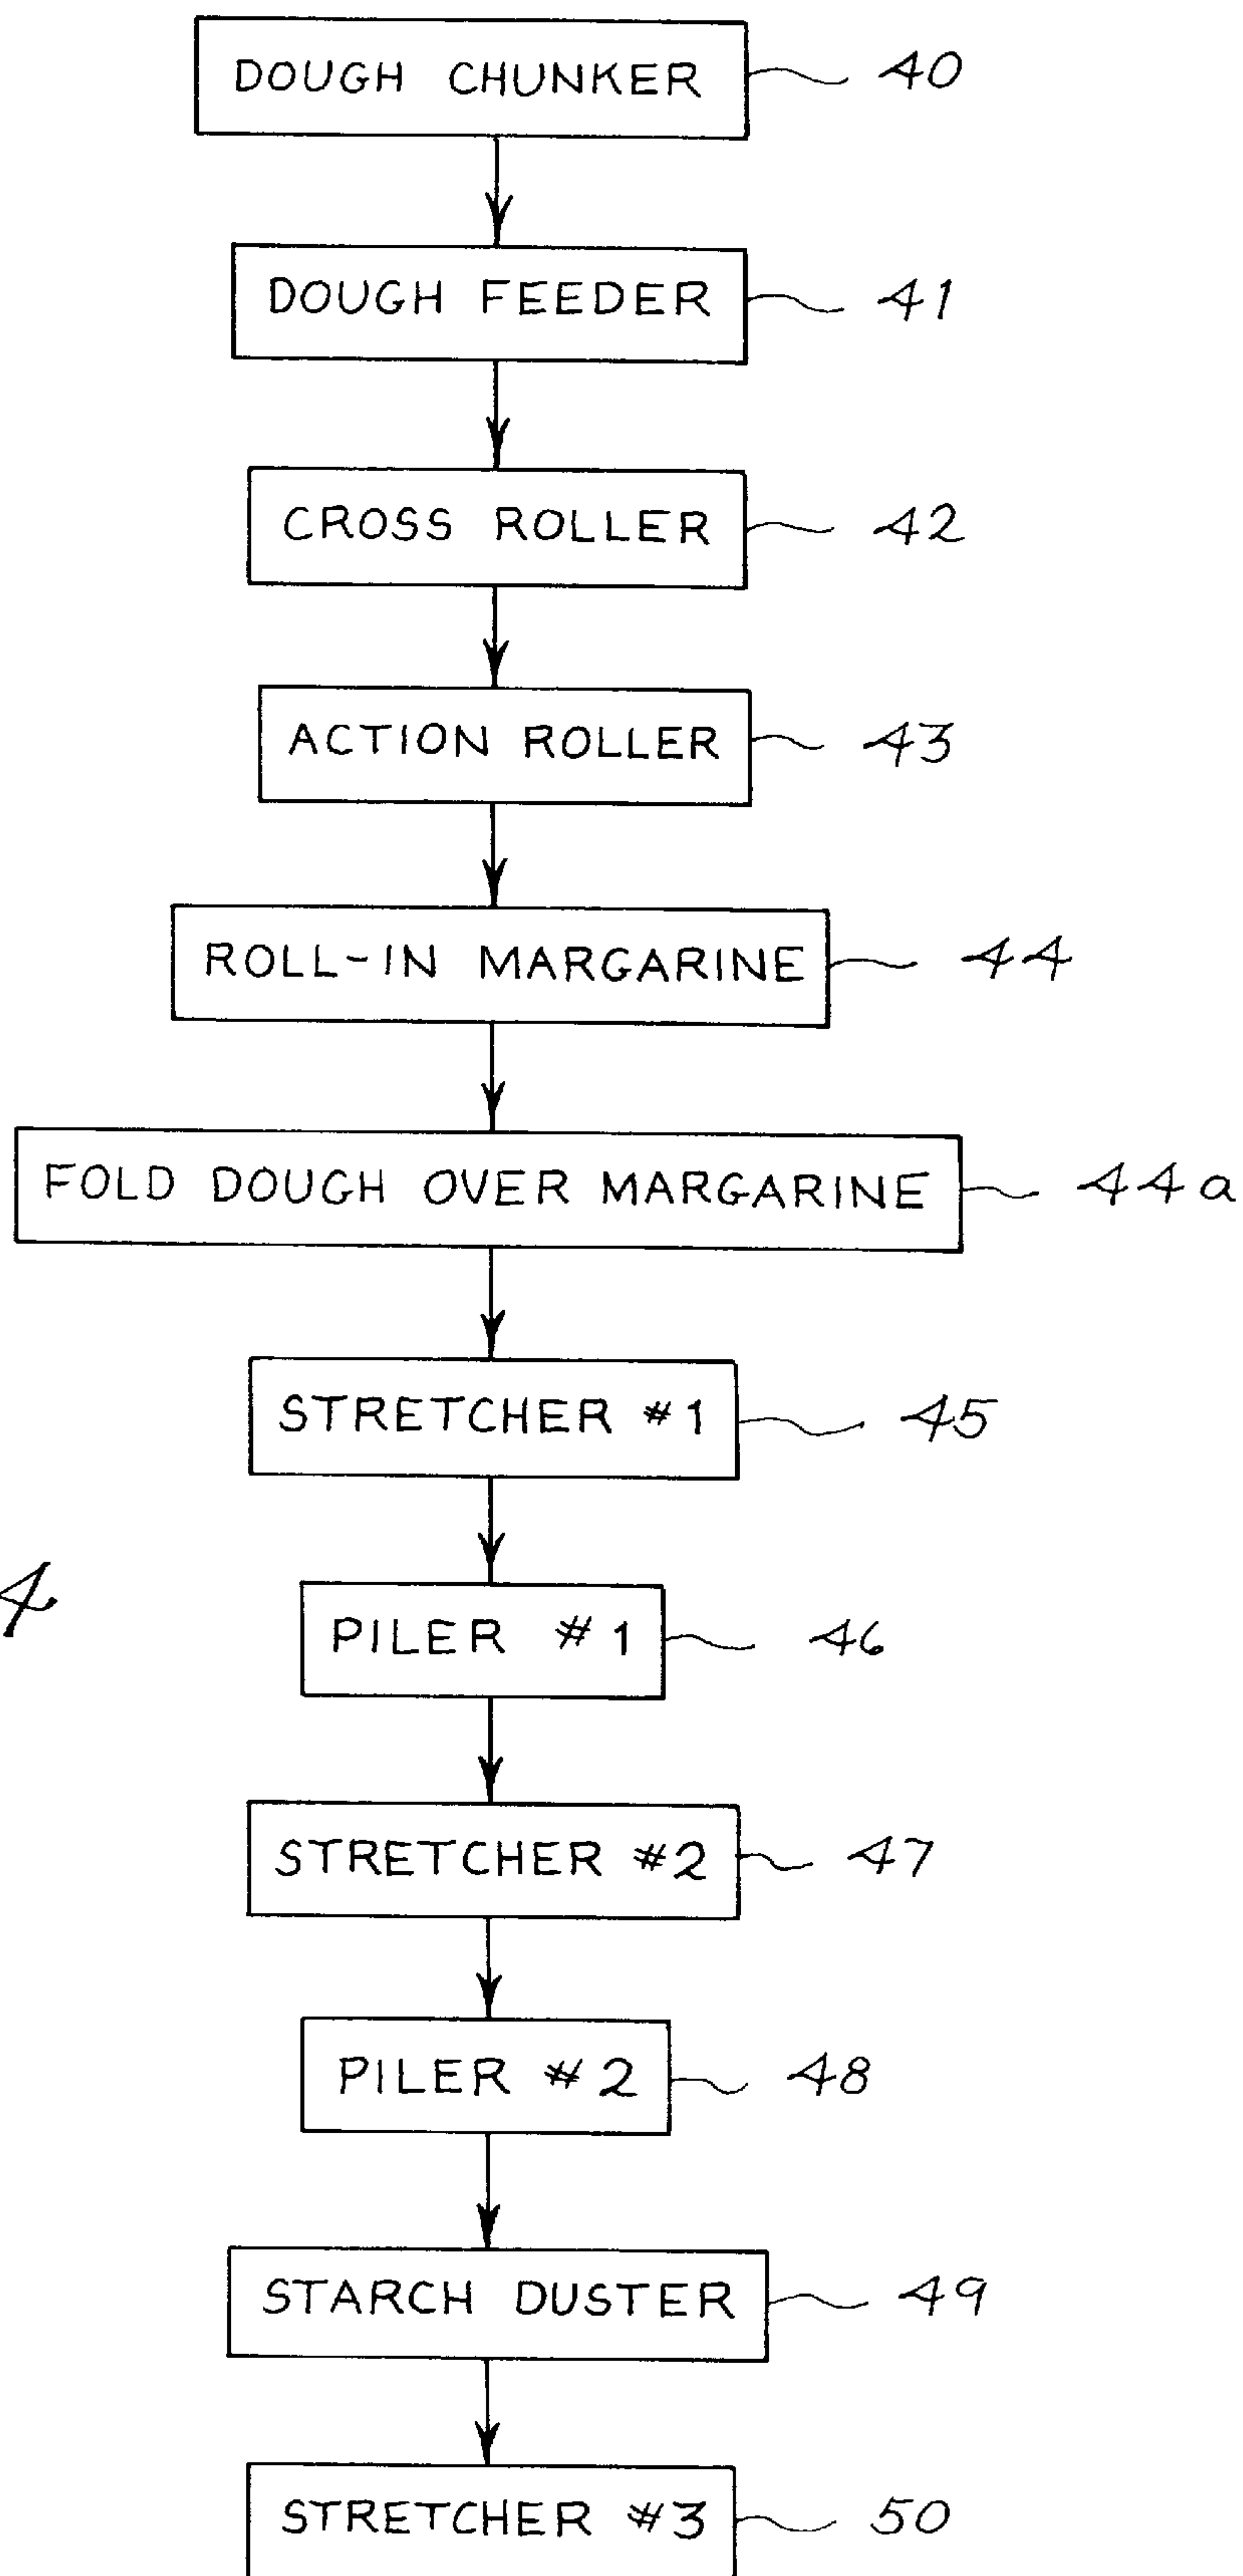 DOUGH CHUNKER 40
DOUGH FEEDER 41
CROSS ROLLER 42
ACTION ROLLER 43
ROLL-IN MARGARINE 44
FOLD DOUGH OVER MARGARINE 44a
STRETCHER #1 45
4
PILER #1 46
STRETCHER #2 47
PILER #2 48
STARCH DUSTER 49
STRETCHER #3 50